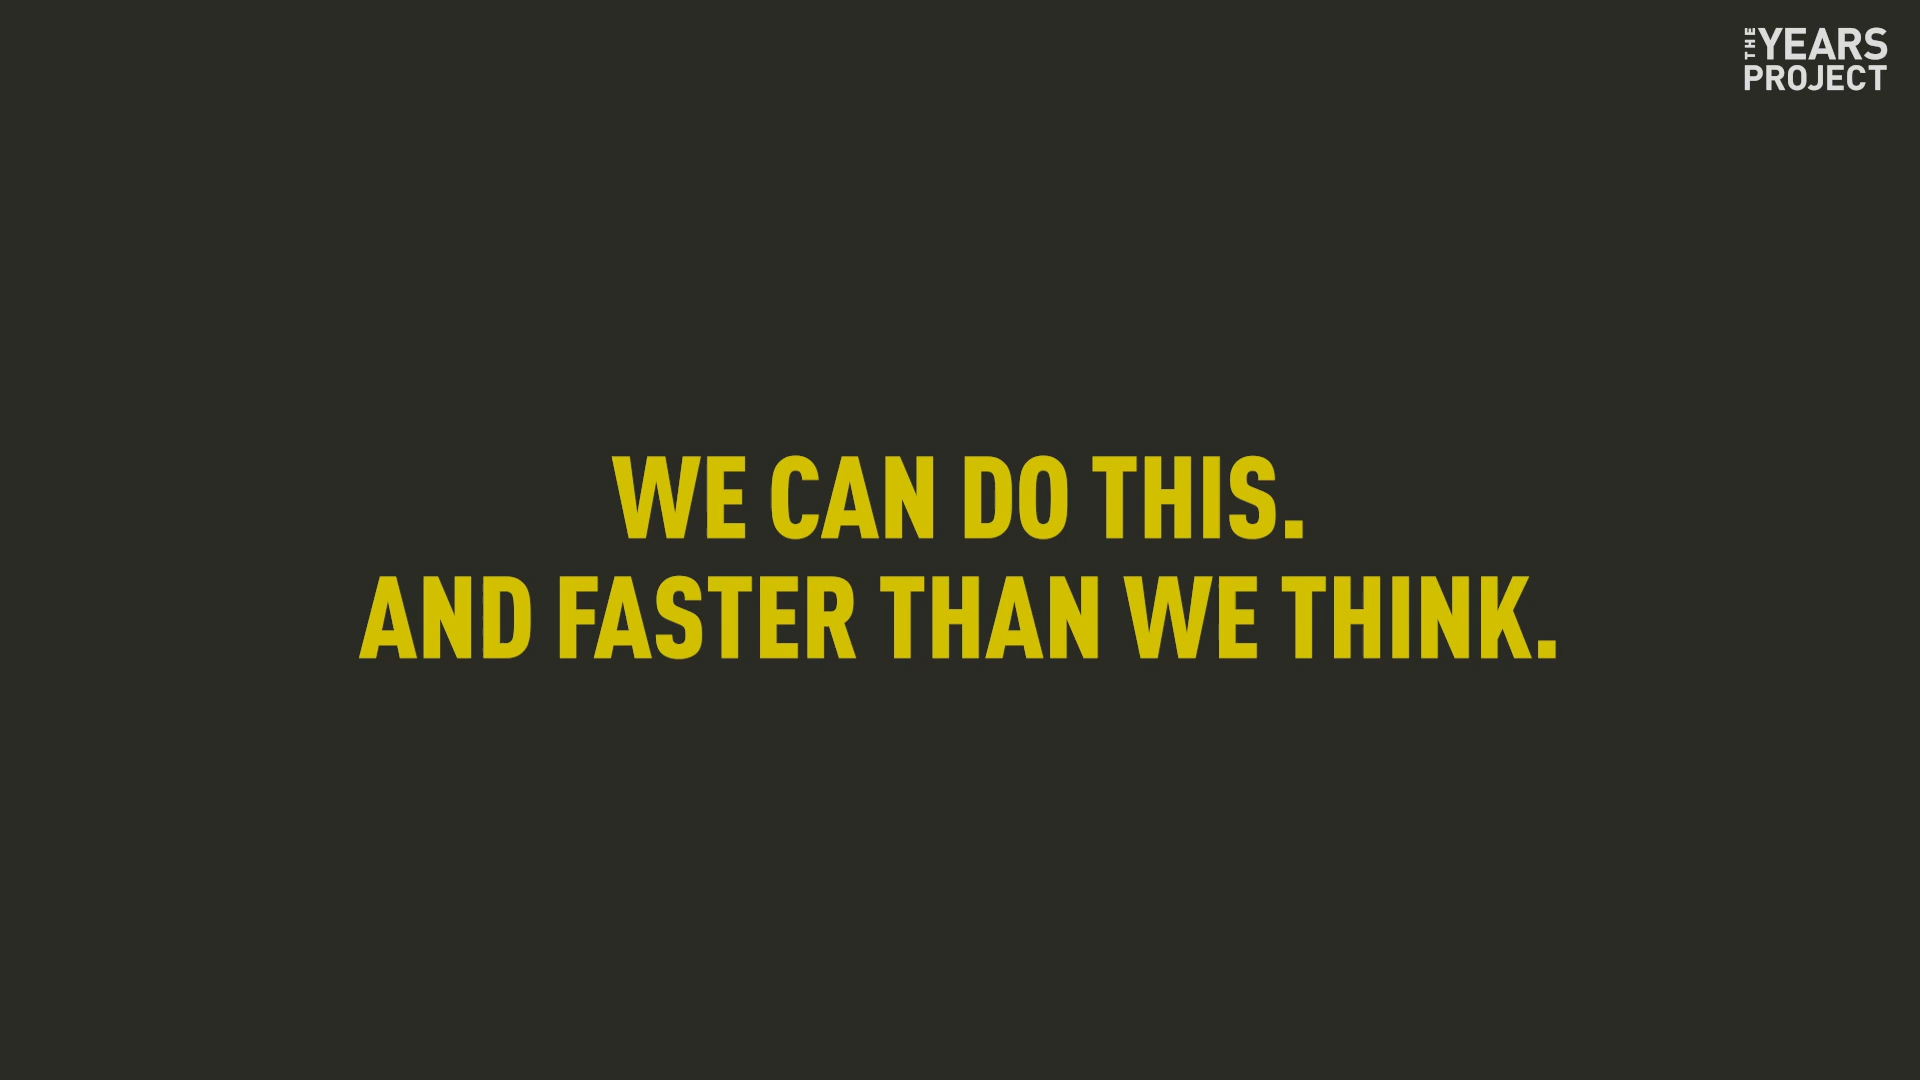 THE YEARS
PROJECT
WE CAN DO THIS.
AND FASTER THAN WE THINK.